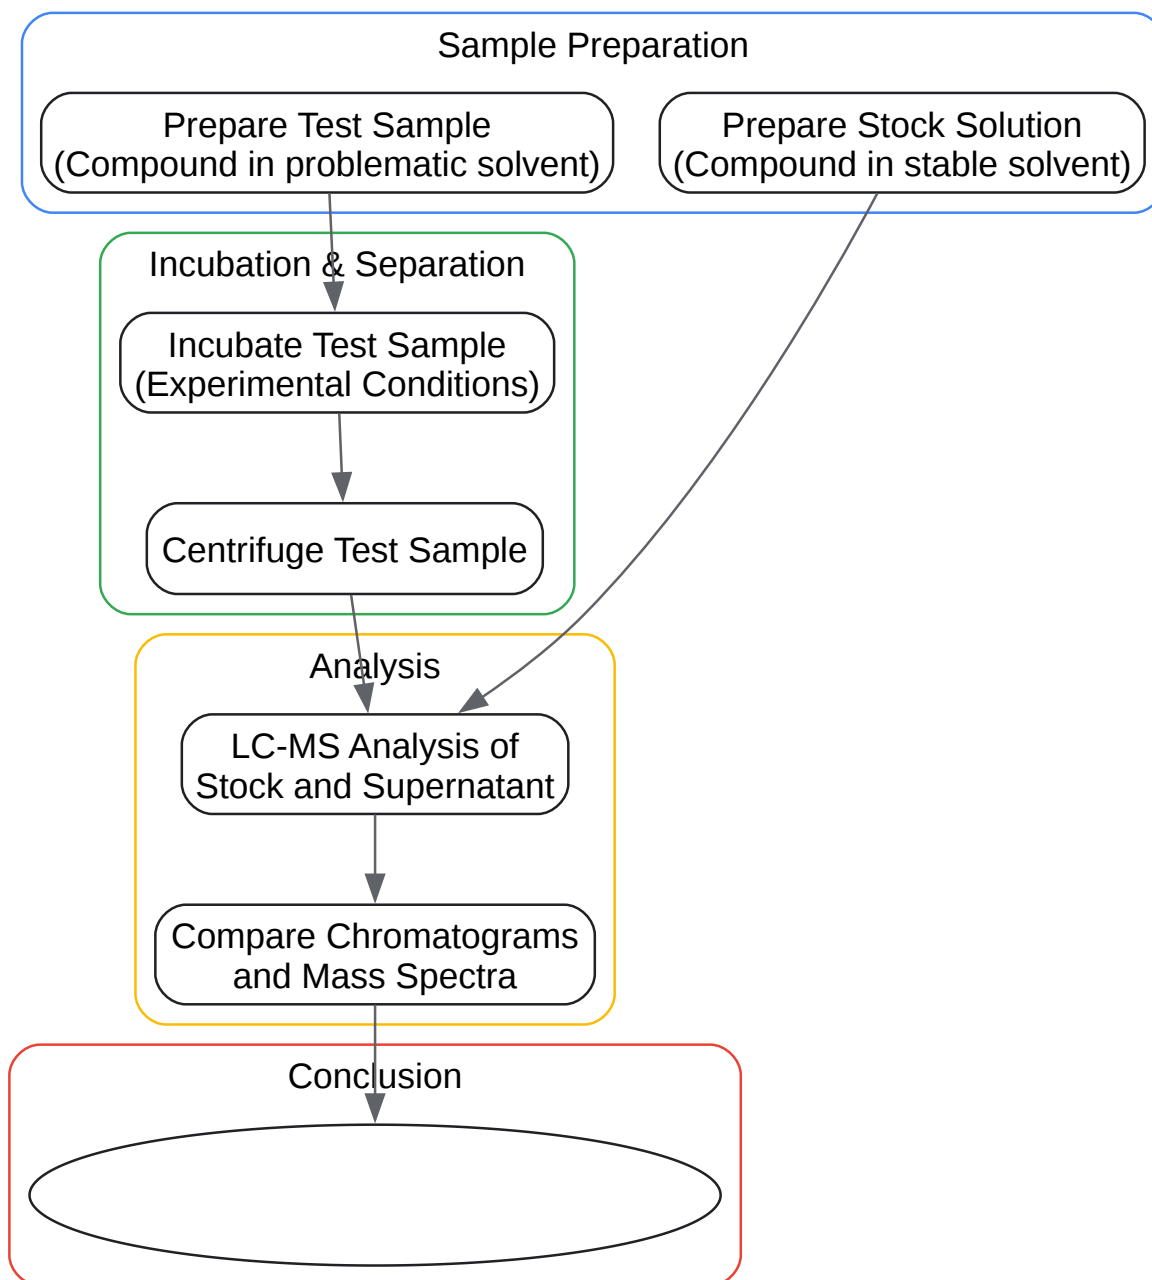 Sample Preparation
Prepare Test Sample
(Compound in problematic solvent)
Prepare Stock Solution
(Compound in stable solvent)
Incubation & Separation
Incubate Test Sample
(Experimental Conditions)
Centrifuge Test Sample
Analysis
LC-MS Analysis of
Stock and Supernatant
Compare Chromatograms
and Mass Spectra
Conclusion